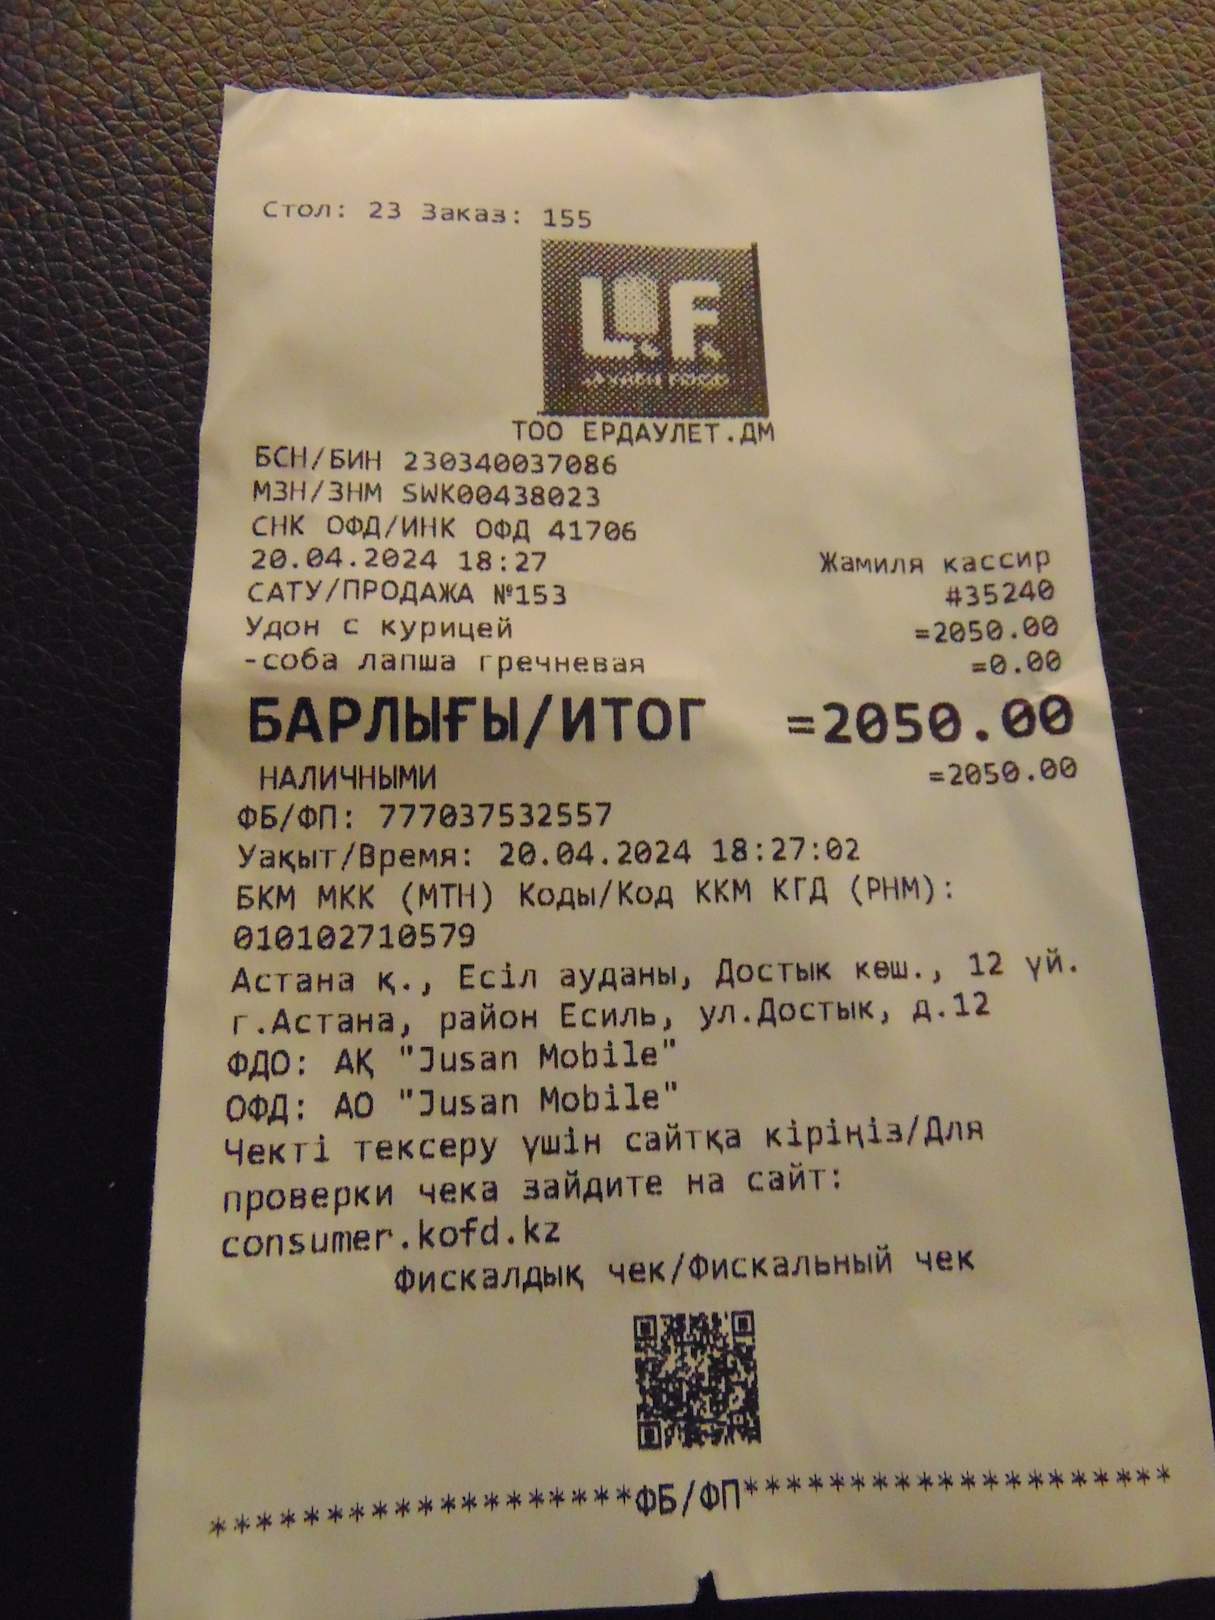 Стол: 23 Заказ: 155
L.F.
ТОО ЕРДАУЛЕТ.ДМ
БСН/БИН 230340037086
МЗН/ЗНМ SWK00438023
СНК ОФД/ИНК ОФД 41706
20.04.2024 18:27 Жамиля кассир
САТУ/ПРОДАЖА №153 #35240
Удон с курицей =2050.00
-соба лапша гречневая =0.00
БАРЛЫҒЫ/ИТОГ =2050.00
НАЛИЧНЫМИ =2050.00
ФБ/ФП: 777037532557
Уақыт/Время: 20.04.2024 18:27:02
БКМ МКК (МТН) Коды/Код ККМ КГД (РНМ):
010102710579
Астана қ., Есіл ауданы, Достык көш., 12 үй.
г.Астана, район Есиль, ул.Достык, д.12
ФДО: АҚ "Jusan Mobile"
ОФД: АО "Jusan Mobile"
Чекті тексеру үшін сайтқа кіріңіз/Для
проверки чека зайдите на сайт:
consumer.kofd.kz
Фискалдық чек/Фискальный чек
******************ФБ/ФП*******************